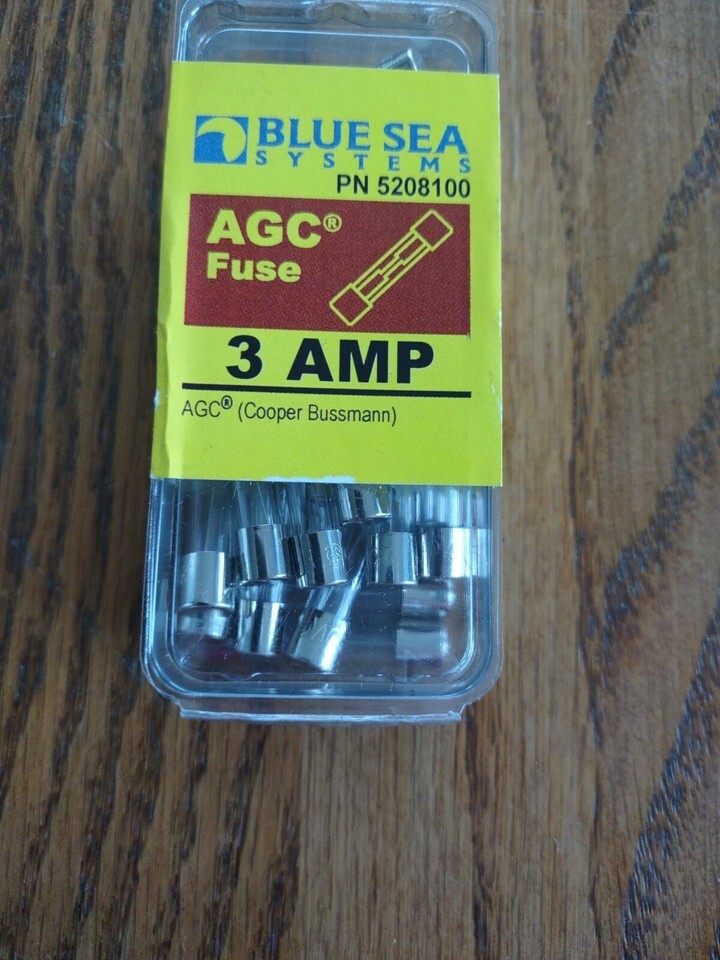 BLUE SEA
SYSTEMS
PN 5208100
AGC®
Fuse
3 AMP
AGC® (Cooper Bussmann)